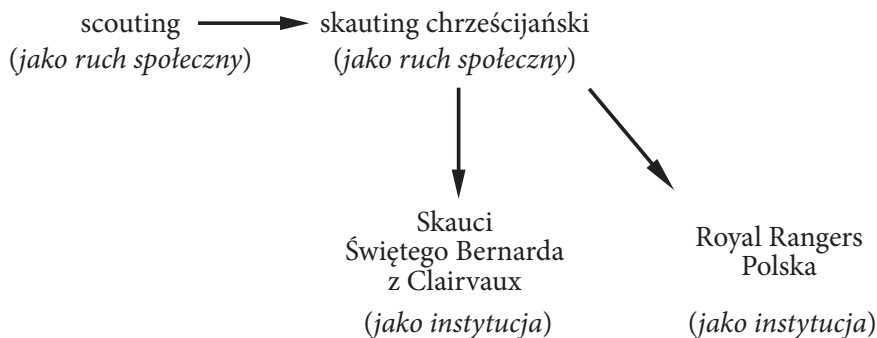 scouting
(jako ruch społeczny)
skauting chrześcijański
(jako ruch społeczny)
Skauci
Świętego Bernarda
z Clairvaux
(jako instytucja)
Royal Rangers
Polska
(jako instytucja)